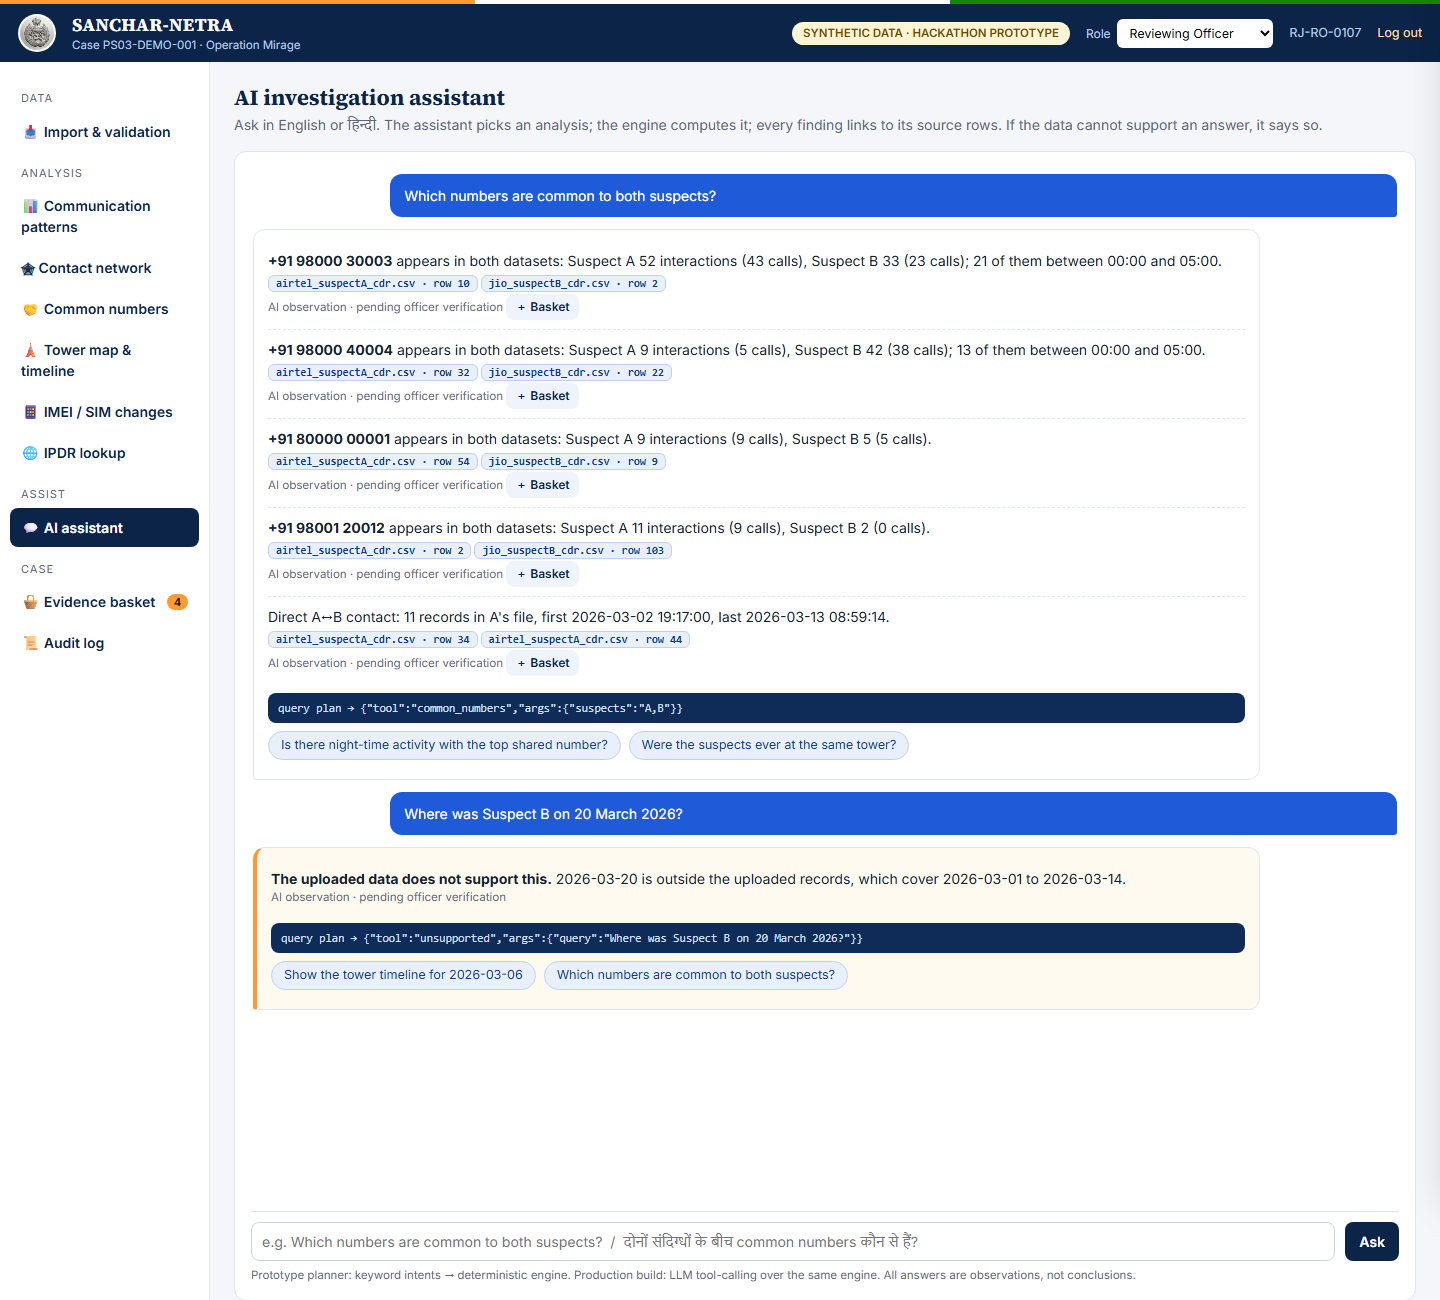 SANCHAR-NETRA
Case PS03-DEMO-001 · Operation Mirage
SYNTHETIC DATA · HACKATHON PROTOTYPE
Role
Reviewing Officer
RJ-RO-0107
Log out
DATA
Import & validation
ANALYSIS
Communication
patterns
Contact network
Common numbers
Tower map &
timeline
IMEI / SIM changes
IPDR lookup
ASSIST
AI assistant
CASE
Evidence basket 4
Audit log
AI investigation assistant
Ask in English or हिन्दी. The assistant picks an analysis; the engine computes it; every finding links to its source rows. If the data cannot support an answer, it says so.
Which numbers are common to both suspects?
+91 98000 30003 appears in both datasets: Suspect A 52 interactions (43 calls), Suspect B 33 (23 calls); 21 of them between 00:00 and 05:00.
airtel_suspectA_cdr.csv · row 10 jio_suspectB_cdr.csv · row 2
AI observation · pending officer verification + Basket
+91 98000 40004 appears in both datasets: Suspect A 9 interactions (5 calls), Suspect B 42 (38 calls); 13 of them between 00:00 and 05:00.
airtel_suspectA_cdr.csv · row 32 jio_suspectB_cdr.csv · row 22
AI observation · pending officer verification + Basket
+91 80000 00001 appears in both datasets: Suspect A 9 interactions (9 calls), Suspect B 5 (5 calls).
airtel_suspectA_cdr.csv · row 54 jio_suspectB_cdr.csv · row 9
AI observation · pending officer verification + Basket
+91 98001 20012 appears in both datasets: Suspect A 11 interactions (9 calls), Suspect B 2 (0 calls).
airtel_suspectA_cdr.csv · row 2 jio_suspectB_cdr.csv · row 103
AI observation · pending officer verification + Basket
Direct A↔B contact: 11 records in A's file, first 2026-03-02 19:17:00, last 2026-03-13 08:59:14.
airtel_suspectA_cdr.csv · row 34 airtel_suspectA_cdr.csv · row 44
AI observation · pending officer verification + Basket
query plan → {"tool":"common_numbers","args":{"suspects":"A,B"}}
Is there night-time activity with the top shared number? Were the suspects ever at the same tower?
Where was Suspect B on 20 March 2026?
The uploaded data does not support this. 2026-03-20 is outside the uploaded records, which cover 2026-03-01 to 2026-03-14.
AI observation · pending officer verification
query plan → {"tool":"unsupported","args":{"query":"Where was Suspect B on 20 March 2026?"}}
Show the tower timeline for 2026-03-06 Which numbers are common to both suspects?
e.g. Which numbers are common to both suspects? / दोनों संदिग्धों के बीच common numbers कौन से हैं?
Ask
Prototype planner: keyword intents → deterministic engine. Production build: LLM tool-calling over the same engine. All answers are observations, not conclusions.